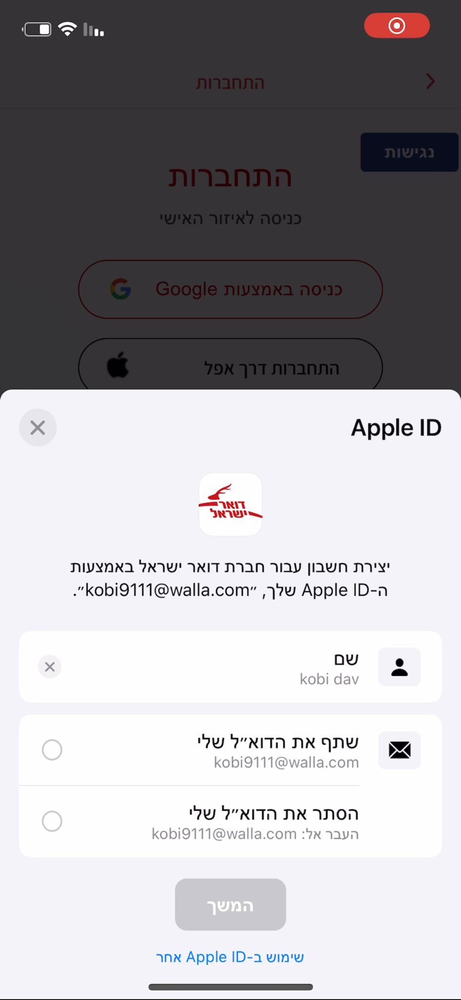 התחברות
נגישות
התחברות
כניסה לאיזור האישי
כניסה באמצעות Google
התחברות דרך אפל
Apple ID
דואר
ישראל
יצירת חשבון עבור חברת דואר ישראל באמצעות
ה-Apple ID שלך, ״kobi9111@walla.com״.
שם
kobi dav
שתף את הדוא״ל שלי
kobi9111@walla.com
הסתר את הדוא״ל שלי
העבר אל: kobi9111@walla.com
המשך
שימוש ב-Apple ID אחר